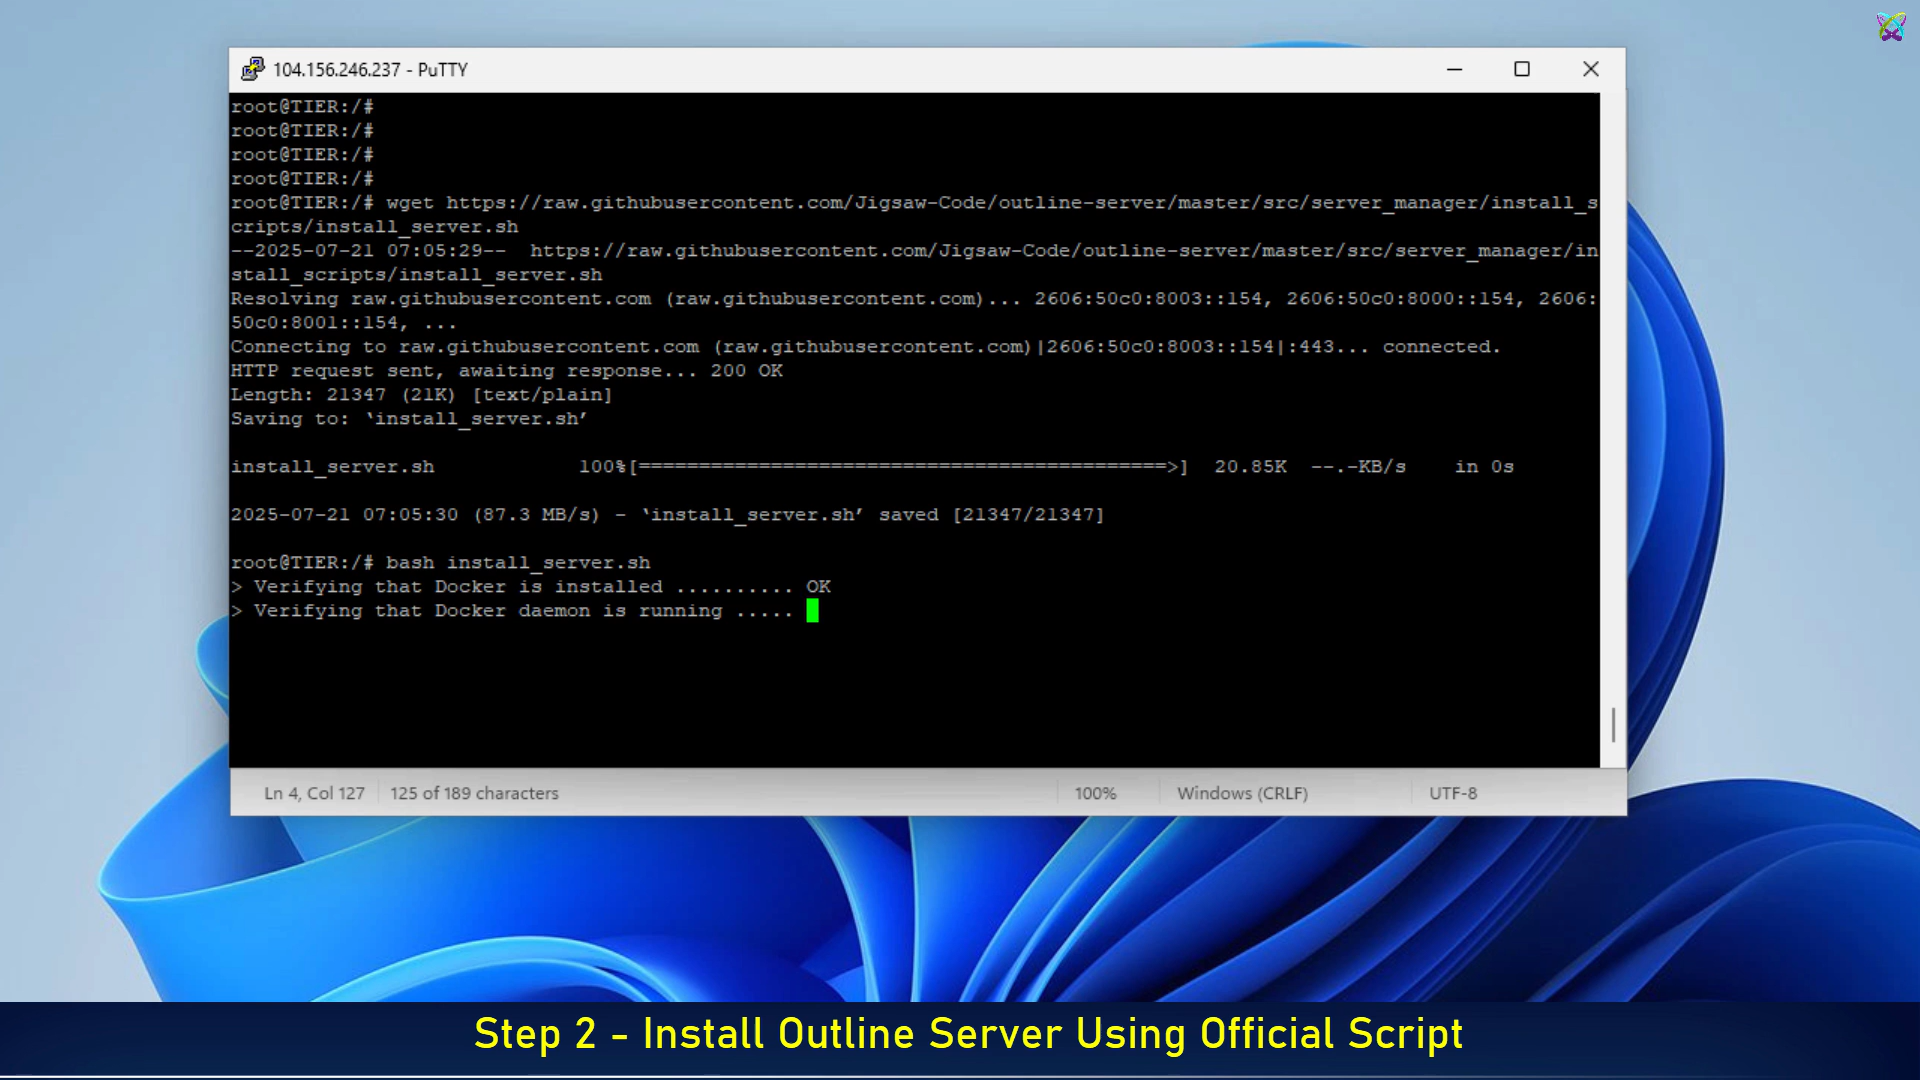 104.156.246.237 - PuTTY
root@TIER:/#
root@TIER:/#
root@TIER:/#
root@TIER:/#
root@TIER:/# wget https://raw.githubusercontent.com/Jigsaw-Code/outline-server/master/src/server_manager/install_s
cripts/install_server.sh
--2025-07-21 07:05:29--  https://raw.githubusercontent.com/Jigsaw-Code/outline-server/master/src/server_manager/in
stall_scripts/install_server.sh
Resolving raw.githubusercontent.com (raw.githubusercontent.com)... 2606:50c0:8003::154, 2606:50c0:8000::154, 2606:
50c0:8001::154, ...
Connecting to raw.githubusercontent.com (raw.githubusercontent.com)|2606:50c0:8003::154|:443... connected.
HTTP request sent, awaiting response... 200 OK
Length: 21347 (21K) [text/plain]
Saving to: ‘install_server.sh’
install_server.sh            100%[============================================>]  20.85K  --.-KB/s    in 0s
2025-07-21 07:05:30 (87.3 MB/s) - ‘install_server.sh’ saved [21347/21347]
root@TIER:/# bash install_server.sh
> Verifying that Docker is installed .......... OK
> Verifying that Docker daemon is running .....
Ln 4, Col 127 125 of 189 characters 100% Windows (CRLF) UTF-8
Step 2 - Install Outline Server Using Official Script